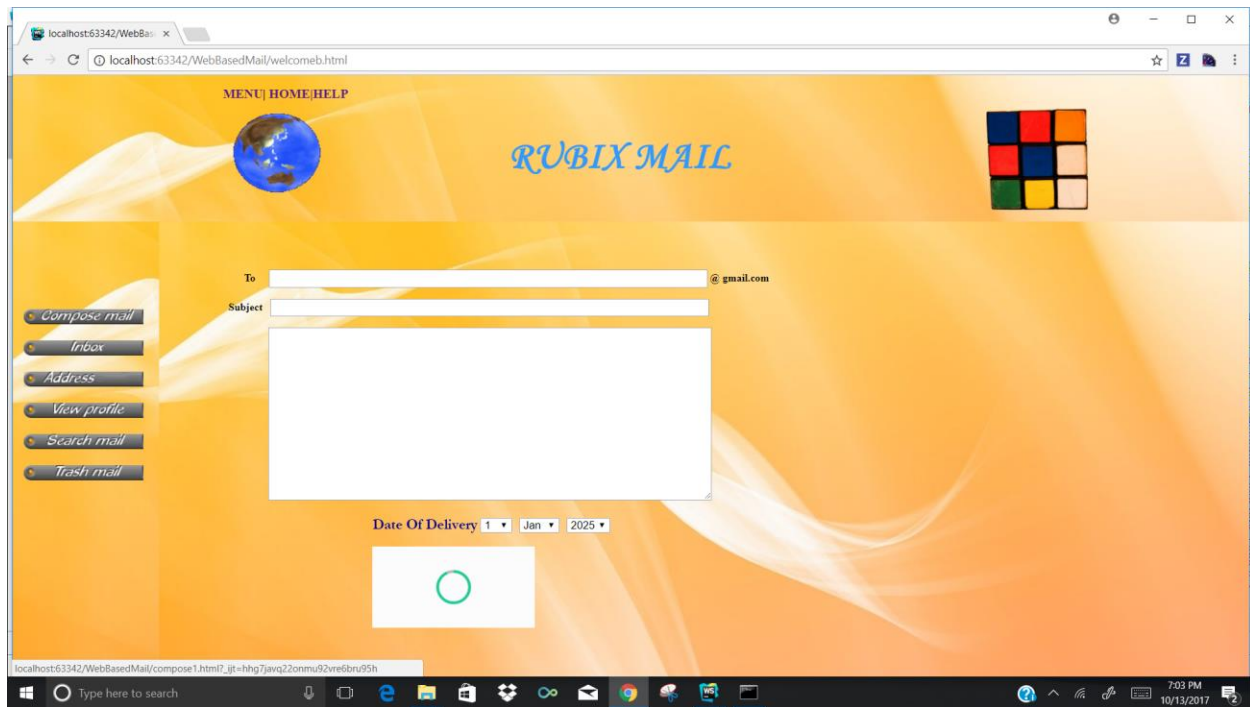 localhost:63342/WebBas
localhost:63342/WebBasedMail/welcomeb.html
Z
MENU| HOME|HELP
RUBIX MAIL
To @ gmail.com
Subject
Compose mail
Inbox
Address
View profile
Search mail
Trash mail
Date Of Delivery 1 Jan 2025
localhost:63342/WebBasedMail/compose1.html?_ijt=hhg7javq22onmu92vre6bru95h
Type here to search
WS
7:03 PM
10/13/2017
2